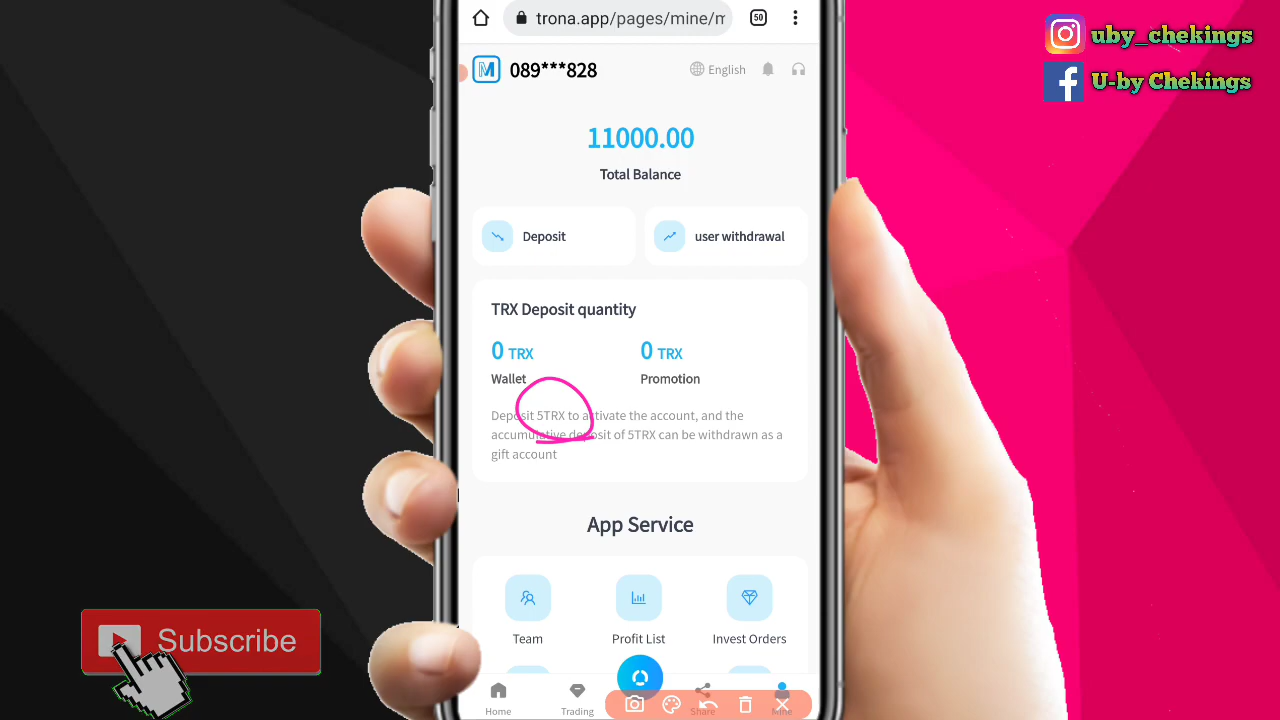 trona.app/pages/mine/m
50
uby_chekings
U-by Chekings
M 089***828
English
11000.00
Total Balance
Deposit
user withdrawal
TRX Deposit quantity
0 TRX
0 TRX
Wallet
Promotion
Deposit 5TRX to activate the account, and the
accumulative deposit of 5TRX can be withdrawn as a
gift account
App Service
Team
Profit List
Invest Orders
Subscribe
Home
Trading
Share
Mine